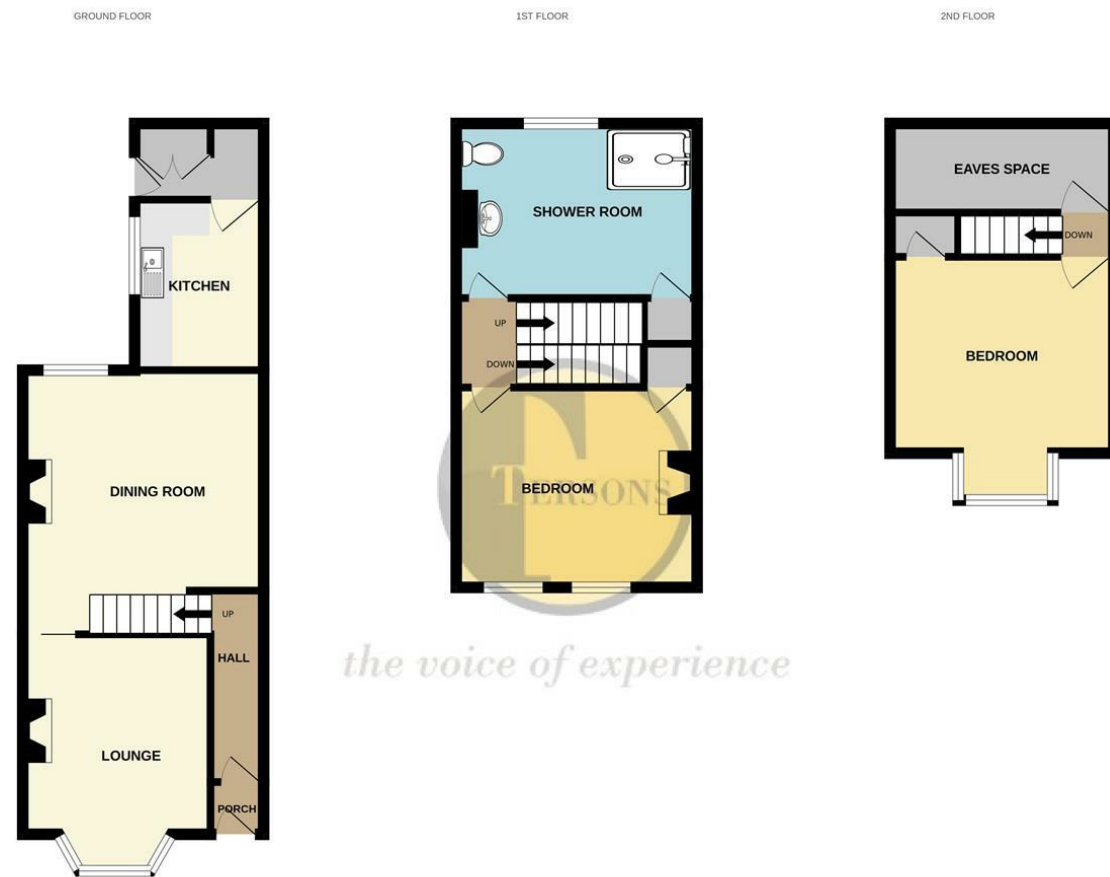 GROUND FLOOR
1ST FLOOR
2ND FLOOR
KITCHEN
DINING ROOM
UP
HALL
LOUNGE
PORCH
SHOWER ROOM
UP
DOWN
BEDROOM
TERSONS
the voice of experience
EAVES SPACE
DOWN
BEDROOM